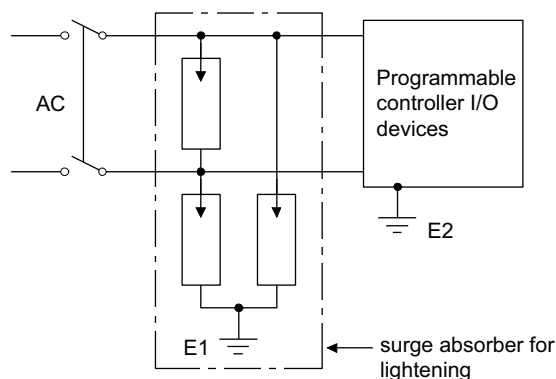 Programmable
controller I/O
devices
AC
E2
E1
surge absorber for
lightening